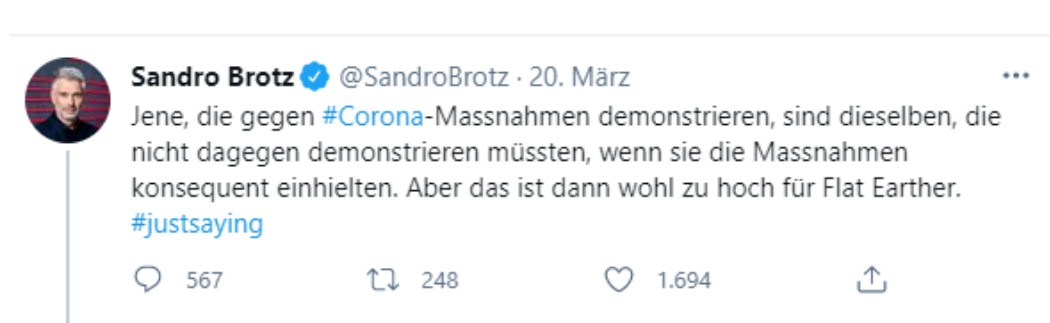 Sandro Brotz @SandroBrotz · 20. März
Jene, die gegen #Corona-Massnahmen demonstrieren, sind dieselben, die
nicht dagegen demonstrieren müssten, wenn sie die Massnahmen
konsequent einhielten. Aber das ist dann wohl zu hoch für Flat Earther.
#justsaying
567 248 1.694